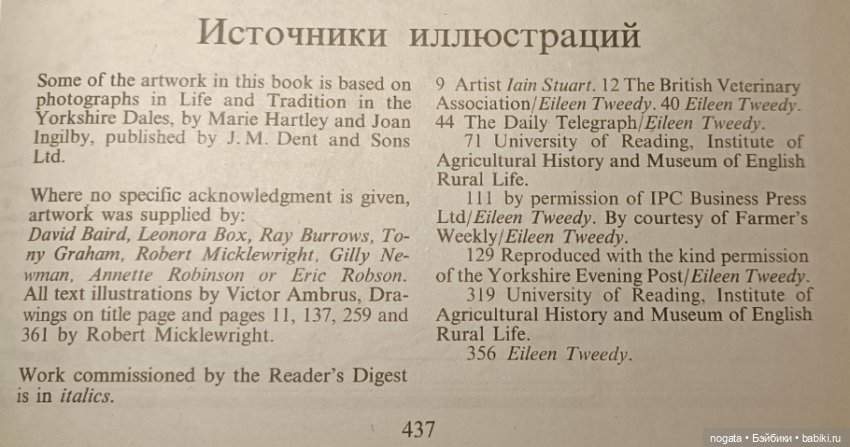 Источники иллюстраций
Some of the artwork in this book is based on
photographs in Life and Tradition in the
Yorkshire Dales, by Marie Hartley and Joan
Ingilby, published by J. M. Dent and Sons
Ltd.
Where no specific acknowledgment is given,
artwork was supplied by:
David Baird, Leonora Box, Ray Burrows, To-
ny Graham, Robert Micklewright, Gilly Ne-
wman, Annette Robinson or Eric Robson.
All text illustrations by Victor Ambrus, Dra-
wings on title page and pages 11, 137, 259 and
361 by Robert Micklewright.
Work commissioned by the Reader's Digest
is in italics.
9 Artist Iain Stuart. 12 The British Veterinary
Association/Eileen Tweedy. 40 Eileen Tweedy.
44 The Daily Telegraph/Eileen Tweedy.
71 University of Reading, Institute of
Agricultural History and Museum of English
Rural Life.
111 by permission of IPC Business Press
Ltd/Eileen Tweedy. By courtesy of Farmer's
Weekly/Eileen Tweedy.
129 Reproduced with the kind permission
of the Yorkshire Evening Post/Eileen Tweedy.
319 University of Reading, Institute of
Agricultural History and Museum of English
Rural Life.
356 Eileen Tweedy.
437
nogata • Бэйбики • babiki.ru